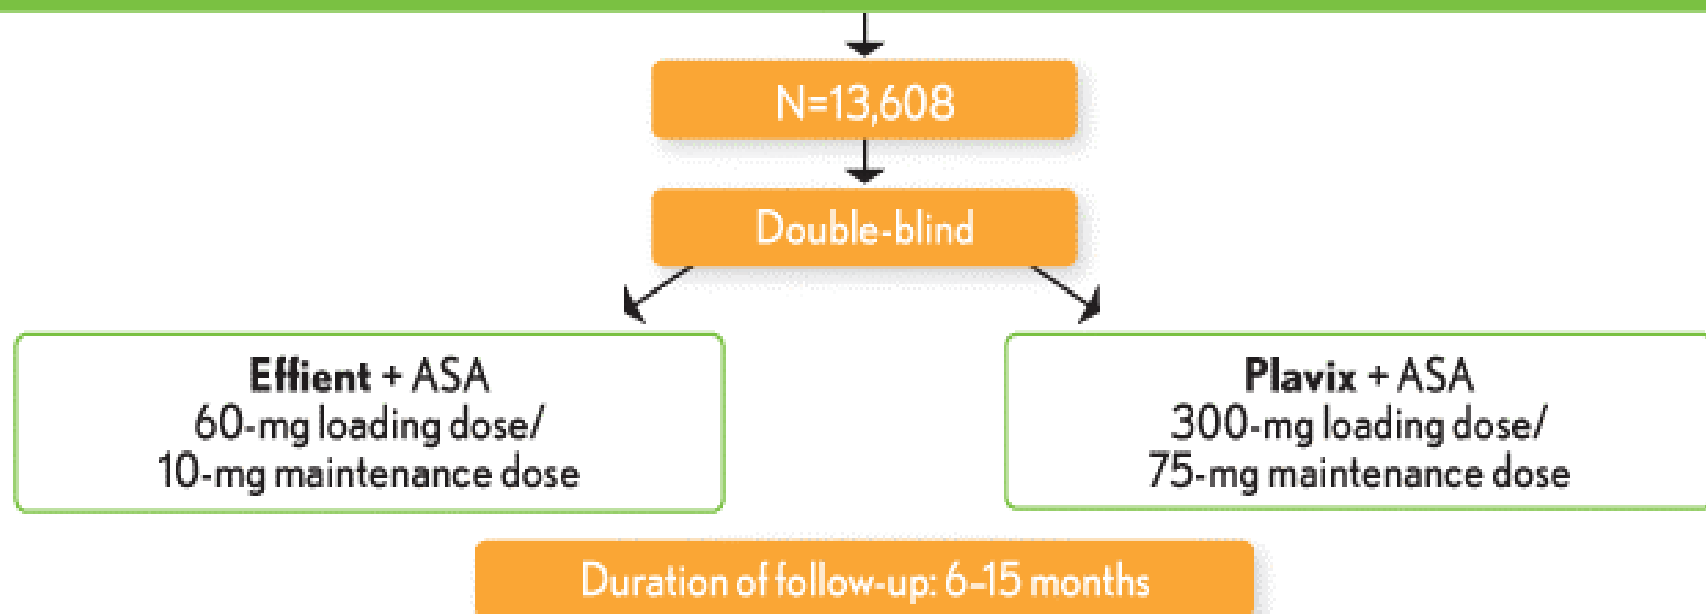 N=13,608
Double-blind
Effient + ASA
60-mg loading dose/
10-mg maintenance dose
Plavix + ASA
300-mg loading dose/
75-mg maintenance dose
Duration of follow-up: 6–15 months